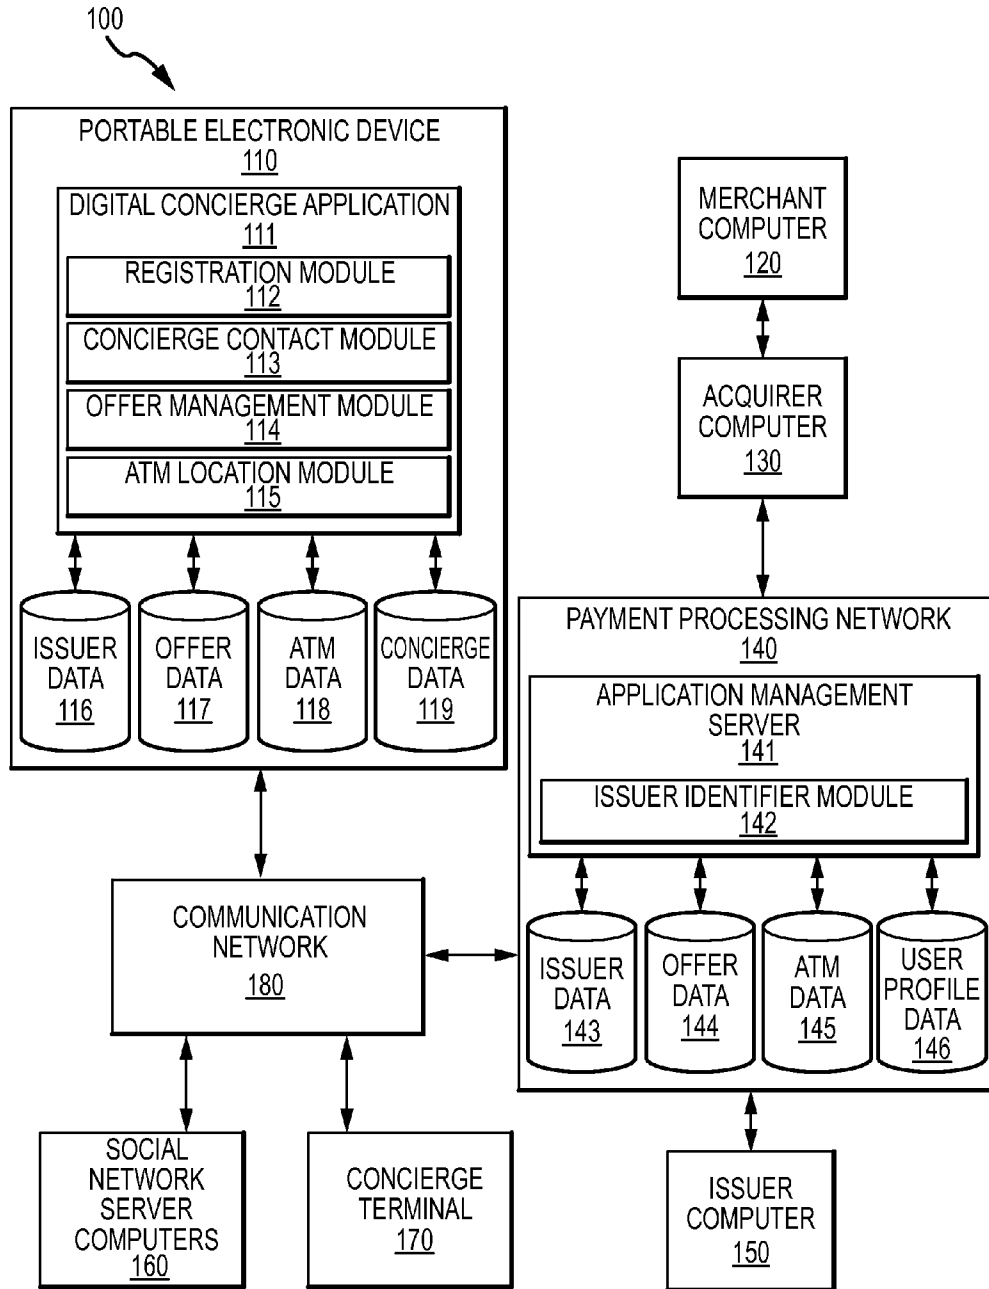 100
PORTABLE ELECTRONIC DEVICE
110
DIGITAL CONCIERGE APPLICATION
111
REGISTRATION MODULE
112
CONCIERGE CONTACT MODULE
113
OFFER MANAGEMENT MODULE
114
ATM LOCATION MODULE
115
ISSUER
DATA
116
OFFER
DATA
117
ATM
DATA
118
CONCIERGE
DATA
119
MERCHANT
COMPUTER
120
ACQUIRER
COMPUTER
130
PAYMENT PROCESSING NETWORK
140
APPLICATION MANAGEMENT
SERVER
141
ISSUER IDENTIFIER MODULE
142
ISSUER
DATA
143
OFFER
DATA
144
ATM
DATA
145
USER
PROFILE
DATA
146
COMMUNICATION
NETWORK
180
SOCIAL
NETWORK
SERVER
COMPUTERS
160
CONCIERGE
TERMINAL
170
ISSUER
COMPUTER
150